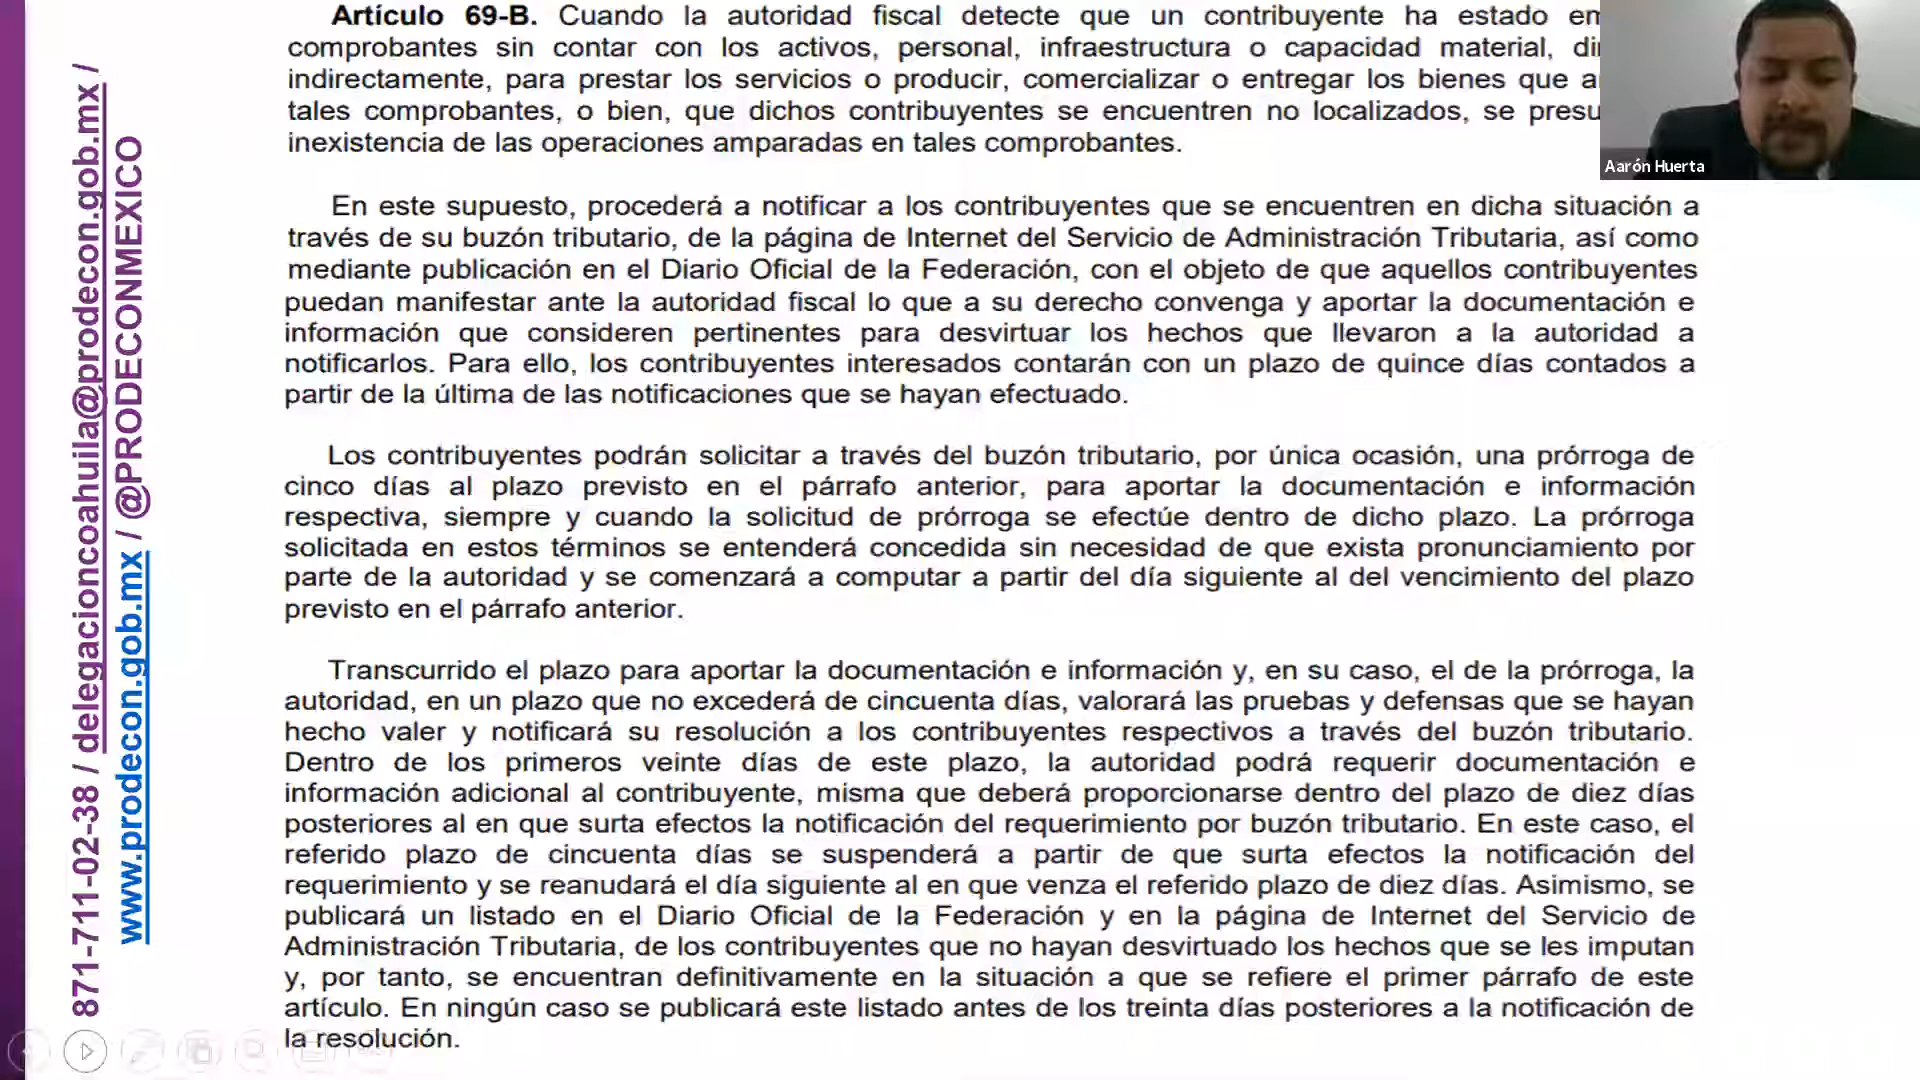 Artículo 69-B. Cuando la autoridad fiscal detecte que un contribuyente ha estado
comprobantes sin contar con los activos, personal, infraestructura o capacidad material,
indirectamente, para prestar los servicios o producir, comercializar o entregar los bienes que
tales comprobantes, o bien, que dichos contribuyentes se encuentren no localizados, se
inexistencia de las operaciones amparadas en tales comprobantes.
En este supuesto, procederá a notificar a los contribuyentes que se encuentren en dicha situación a
través de su buzón tributario, de la página de Internet del Servicio de Administración Tributaria, así como
mediante publicación en el Diario Oficial de la Federación, con el objeto de que aquellos contribuyentes
puedan manifestar ante la autoridad fiscal lo que a su derecho convenga y aportar la documentación e
información que consideren pertinentes para desvirtuar los hechos que llevaron a la autoridad a
notificarlos. Para ello, los contribuyentes interesados contarán con un plazo de quince días contados a
partir de la última de las notificaciones que se hayan efectuado.
Los contribuyentes podrán solicitar a través del buzón tributario, por única ocasión, una prórroga de
cinco días al plazo previsto en el párrafo anterior, para aportar la documentación e información
respectiva, siempre y cuando la solicitud de prórroga se efectúe dentro de dicho plazo. La prórroga
solicitada en estos términos se entenderá concedida sin necesidad de que exista pronunciamiento por
parte de la autoridad y se comenzará a computar a partir del día siguiente al del vencimiento del plazo
previsto en el párrafo anterior.
Transcurrido el plazo para aportar la documentación e información y, en su caso, el de la prórroga, la
autoridad, en un plazo que no excederá de cincuenta días, valorará las pruebas y defensas que se hayan
hecho valer y notificará su resolución a los contribuyentes respectivos a través del buzón tributario.
Dentro de los primeros veinte días de este plazo, la autoridad podrá requerir documentación e
información adicional al contribuyente, misma que deberá proporcionarse dentro del plazo de diez días
posteriores al en que surta efectos la notificación del requerimiento por buzón tributario. En este caso, el
referido plazo de cincuenta días se suspenderá a partir de que surta efectos la notificación del
requerimiento y se reanudará el día siguiente al en que venza el referido plazo de diez días. Asimismo, se
publicará un listado en el Diario Oficial de la Federación y en la página de Internet del Servicio de
Administración Tributaria, de los contribuyentes que no hayan desvirtuado los hechos que se les imputan
y, por tanto, se encuentran definitivamente en la situación a que se refiere el primer párrafo de este
artículo. En ningún caso se publicará este listado antes de los treinta días posteriores a la notificación de
la resolución.
871-711-02-38 / delegacioncoahuila@prodecon.gob.mx /
www.prodecon.gob.mx / @PRODECONMEXICO
Aarón Huerta